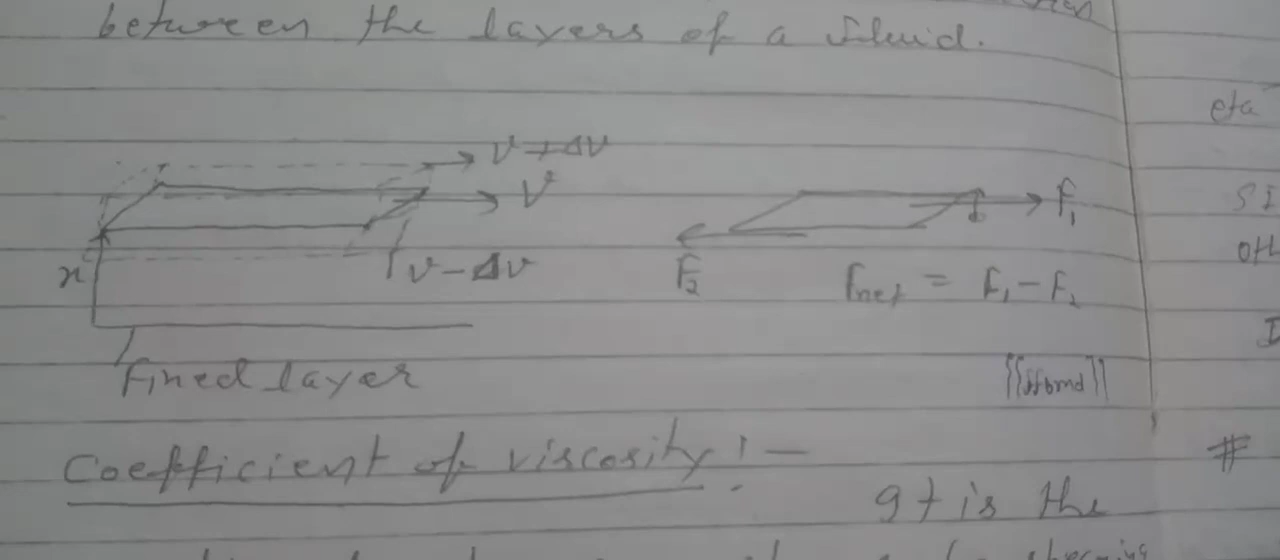 between the layers of a fluid.
eta
V + Δv
V
F₁
SI
x
v - Δv
F₂
Fnet = F₁ - F₂
oth
I
Fixed layer
Coefficient of viscosity :-
#
It is the